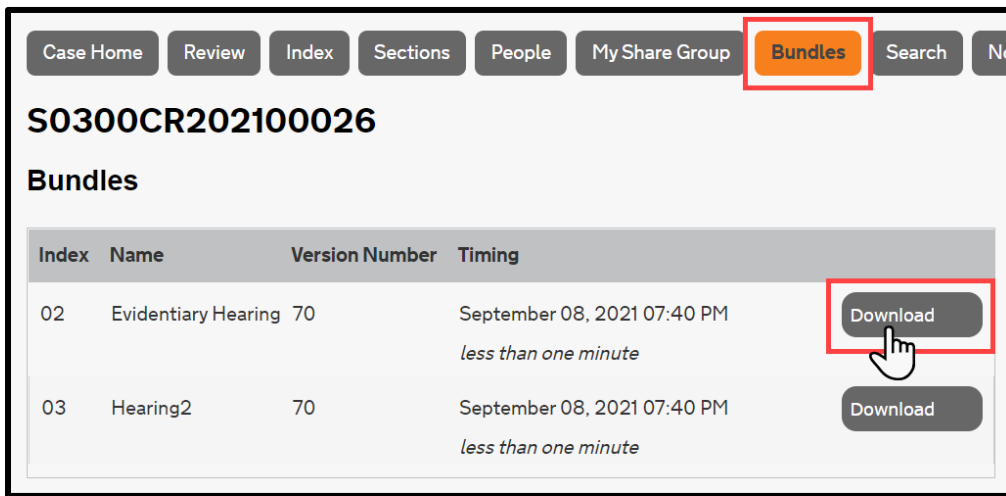 Case Home Review Index Sections People My Share Group Bundles Search
S0300CR202100026
Bundles
Index Name Version Number Timing
02 Evidentiary Hearing 70 September 08, 2021 07:40 PM Download
less than one minute
03 Hearing2 70 September 08, 2021 07:40 PM Download
less than one minute